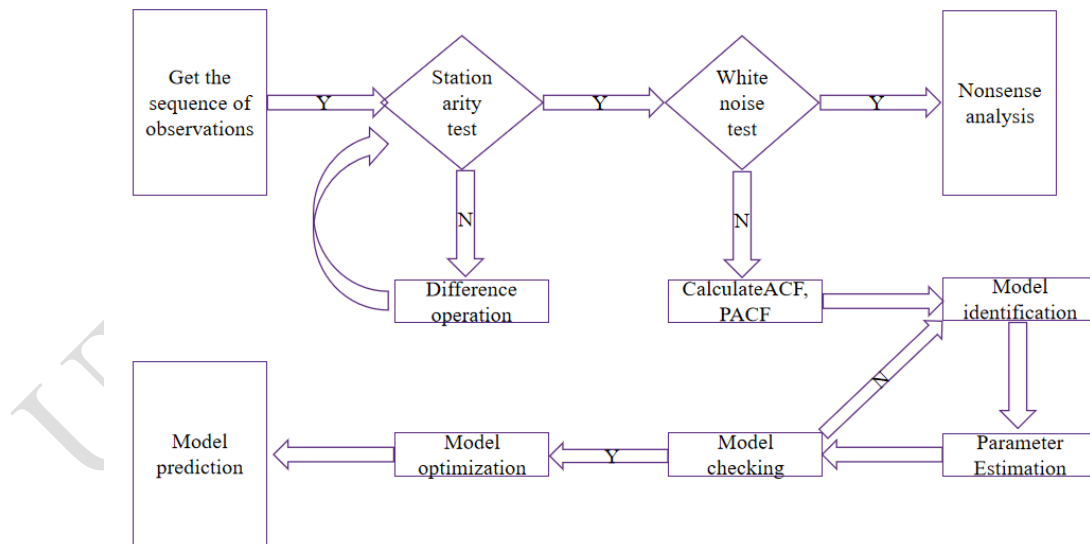 Get the
sequence of
observations
Y
Station
arity
test
Y
White
noise
test
Y
Nonsense
analysis
N
N
Difference
operation
CalculateACF,
PACF
Model
identification
N
Model
prediction
Model
optimization
Y
Model
checking
Parameter
Estimation